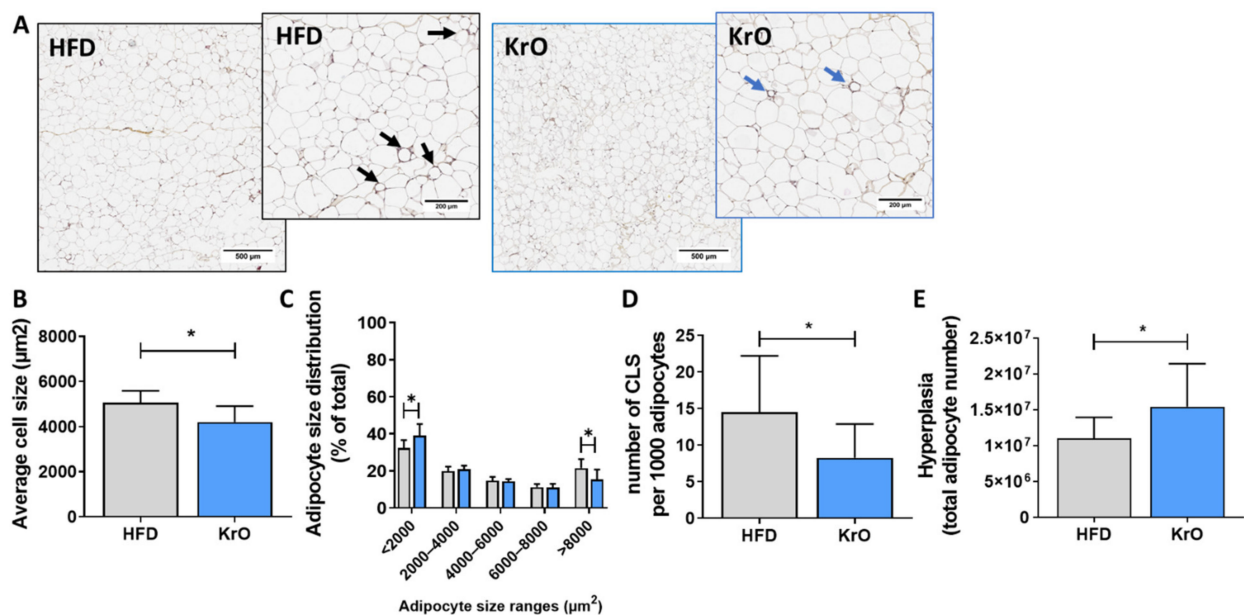 A
HFD
HFD
KrO
KrO
500 µm
200 µm
500 µm
200 µm
B
Average cell size (µm2)
8000
6000
4000
2000
0
*
HFD
KrO
C
Adipocyte size distribution
(% of total)
100
80
60
40
20
0
*
*
<2000
2000–4000
4000–6000
6000–8000
>8000
Adipocyte size ranges (µm²)
D
number of CLS
per 1000 adipocytes
25
20
15
10
5
0
*
HFD
KrO
E
Hyperplasia
(total adipocyte number)
2.5×10⁷
2×10⁷
1.5×10⁷
1×10⁷
5×10⁶
0
*
HFD
KrO